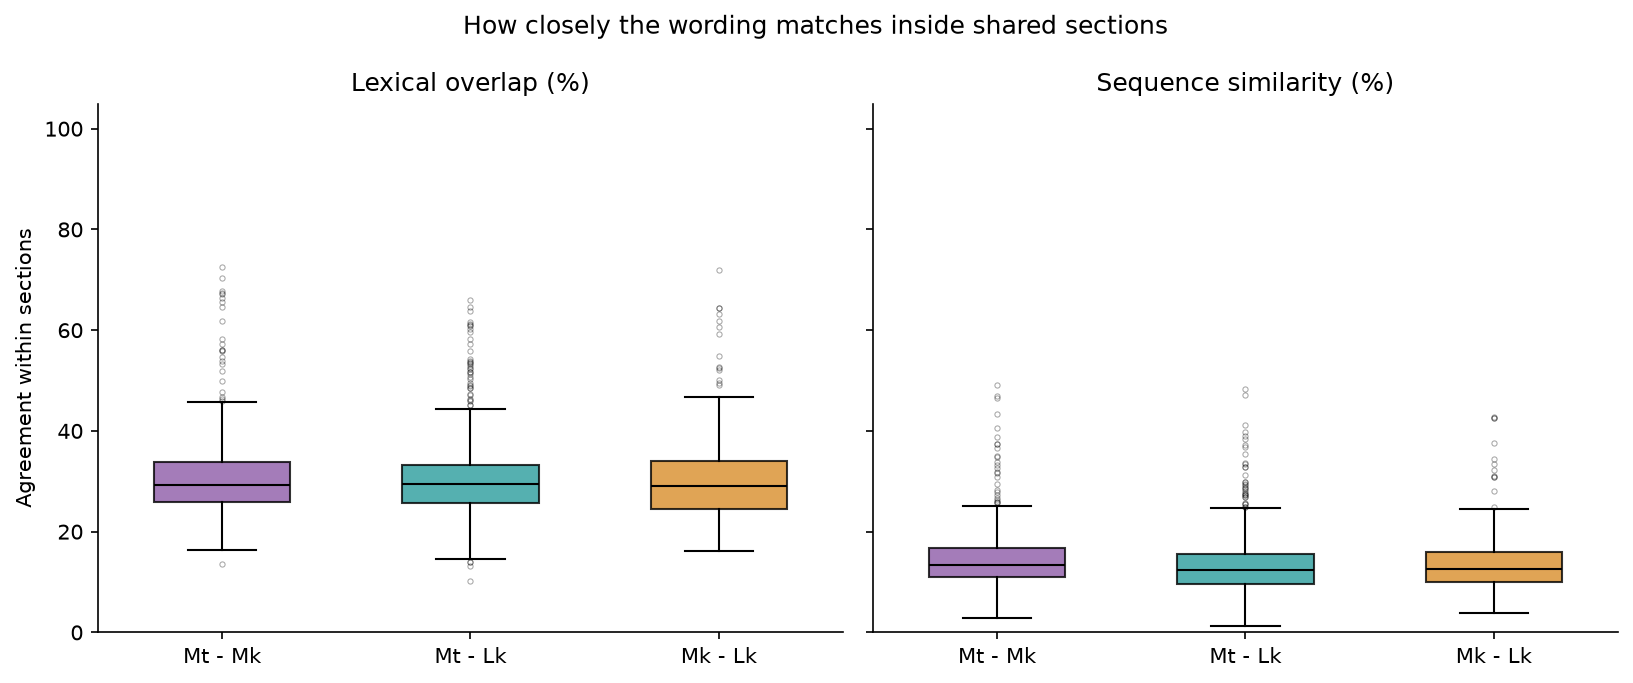 How closely the wording matches inside shared sections
Lexical overlap (%)
Sequence similarity (%)
Agreement within sections
100
80
60
40
20
0
Mt - Mk
Mt - Lk
Mk - Lk
Mt - Mk
Mt - Lk
Mk - Lk